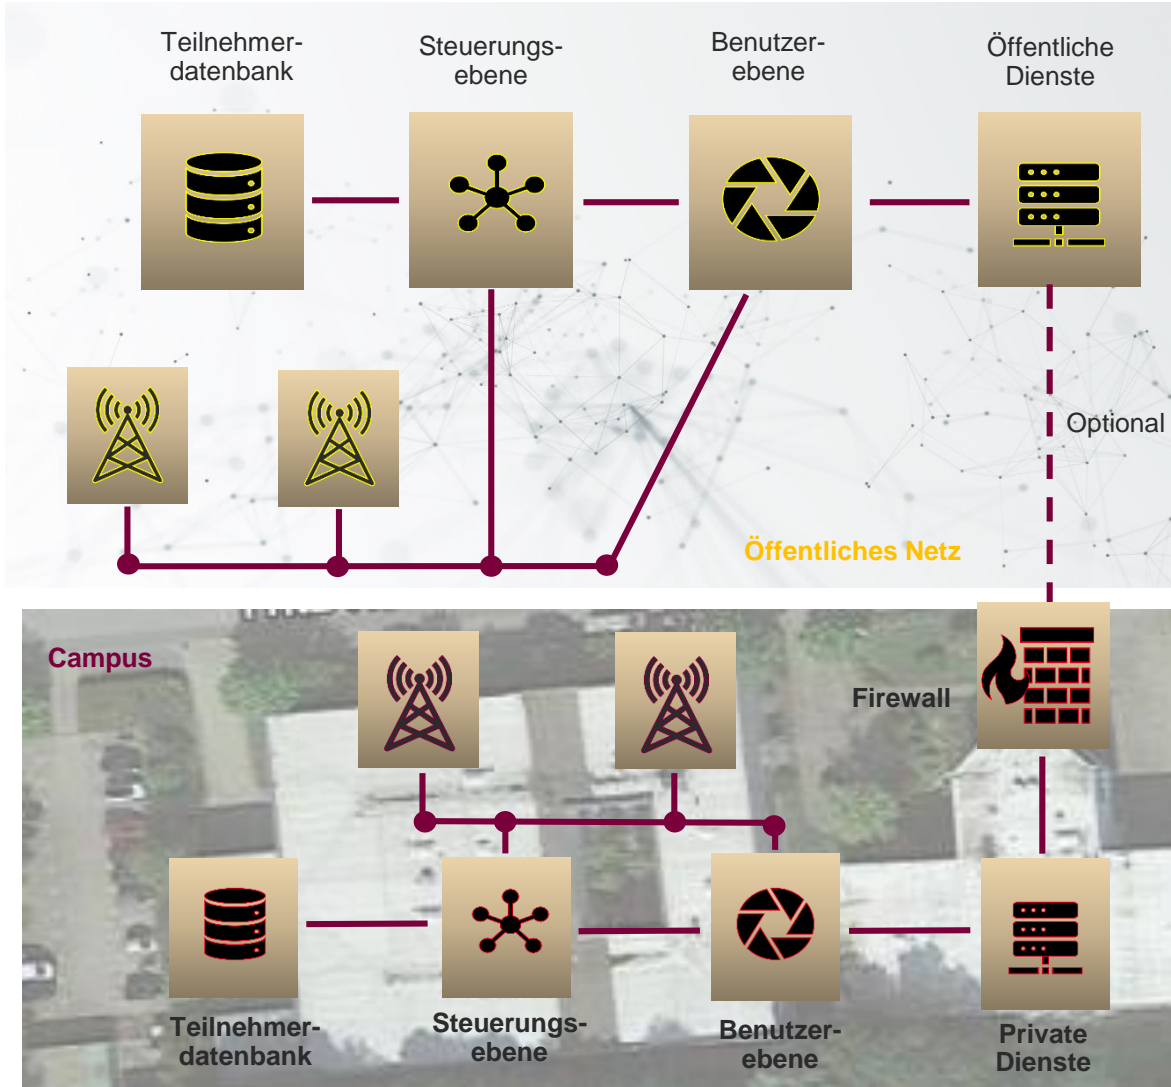 Teilnehmer-
datenbank
Steuerungs-
ebene
Benutzer-
ebene
Öffentliche
Dienste
Optional
Öffentliches Netz
Campus
Firewall
Teilnehmer-
datenbank
Steuerungs-
ebene
Benutzer-
ebene
Private
Dienste